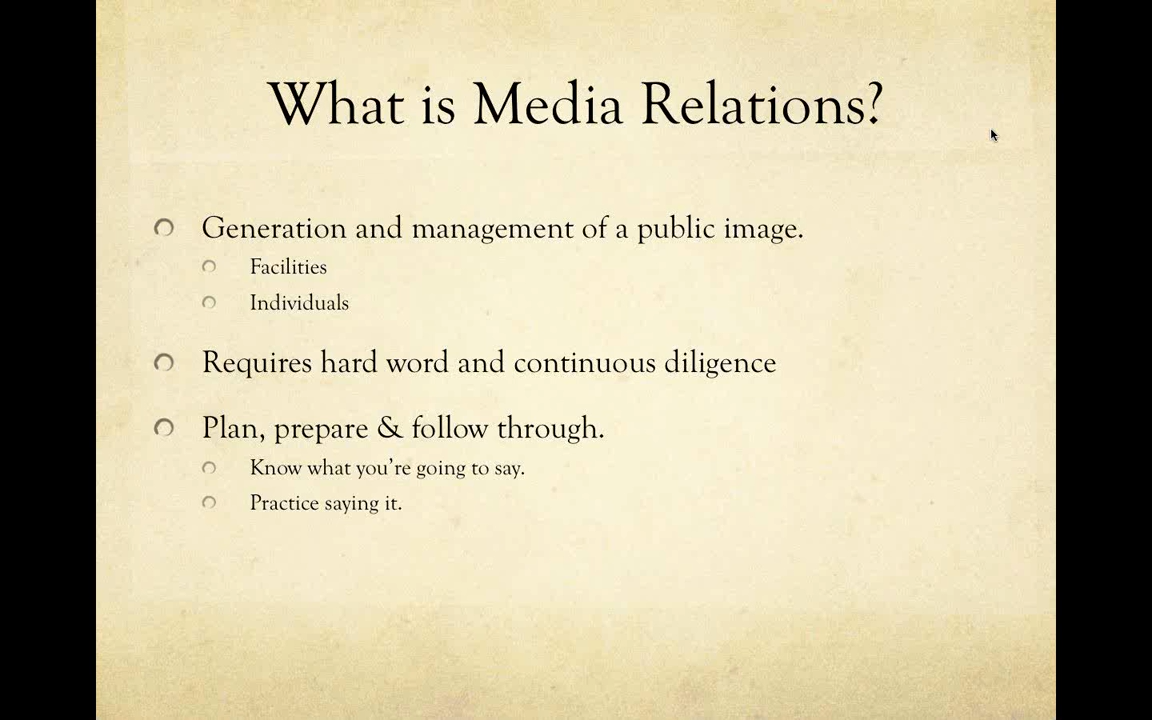 What is Media Relations?
Generation and management of a public image.
Facilities
Individuals
Requires hard word and continuous diligence
Plan, prepare & follow through.
Know what you're going to say.
Practice saying it.